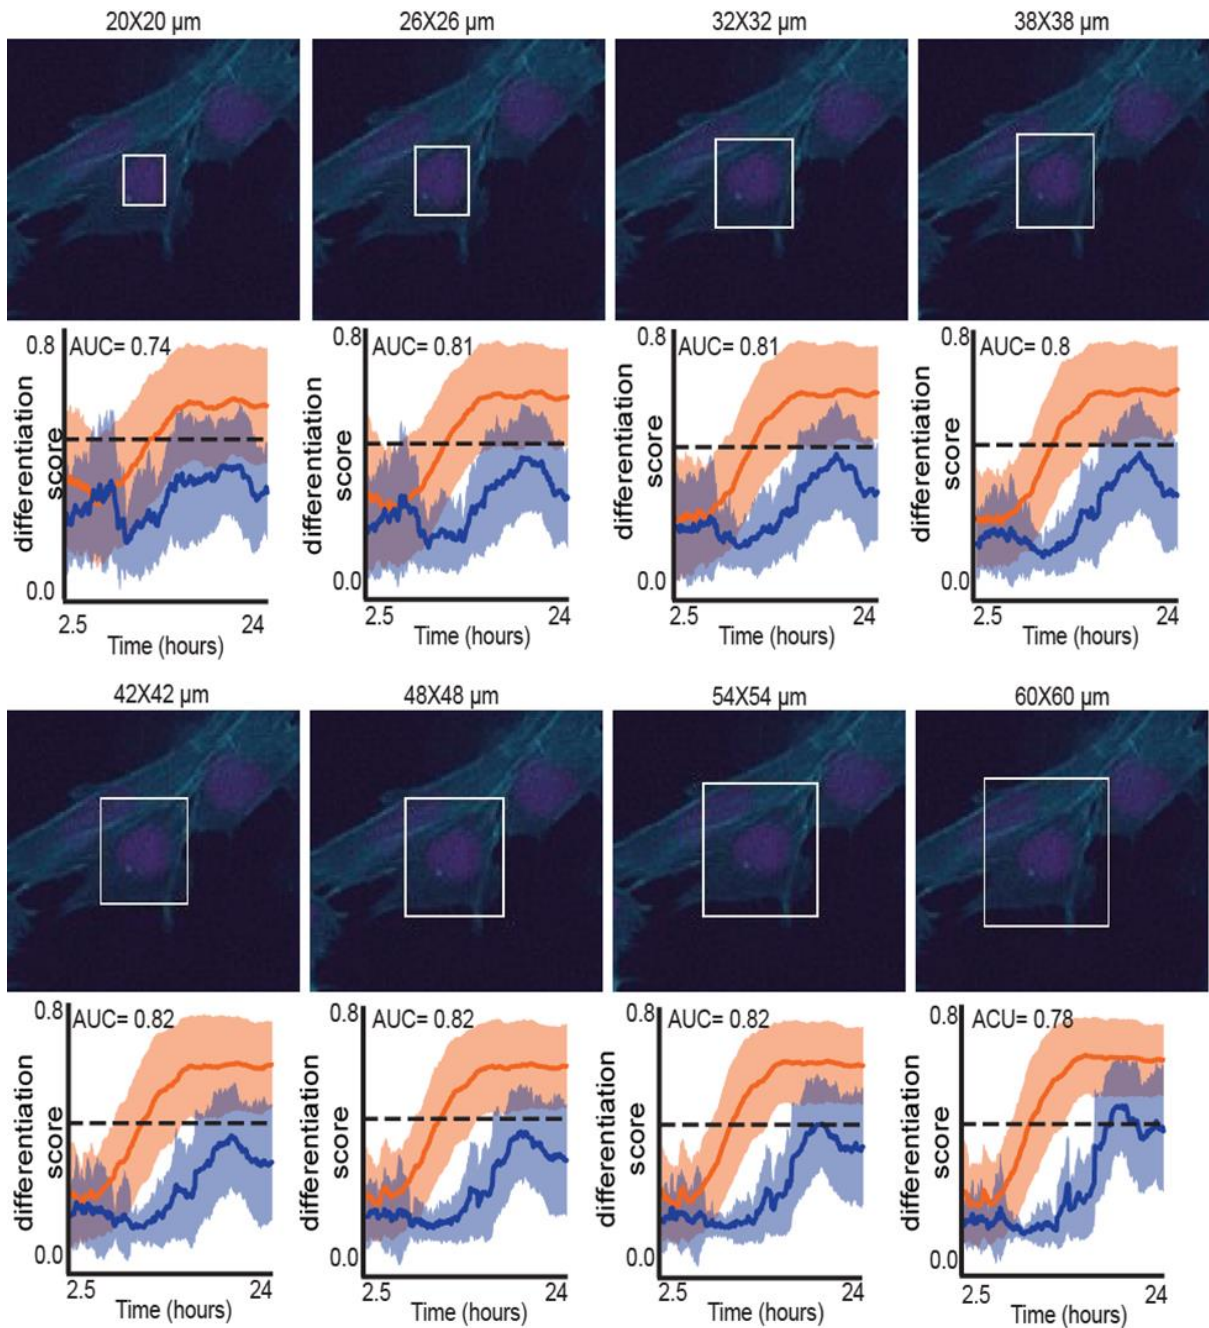 20X20 µm
26X26 µm
32X32 µm
38X38 µm
0.8
AUC= 0.74
differentiation
score
0.0
2.5
24
Time (hours)
0.8
AUC= 0.81
differentiation
score
0.0
2.5
24
Time (hours)
0.8
AUC= 0.81
differentiation
score
0.0
2.5
24
Time (hours)
0.8
AUC= 0.8
differentiation
score
0.0
2.5
24
Time (hours)
42X42 µm
48X48 µm
54X54 µm
60X60 µm
0.8
AUC= 0.82
differentiation
score
0.0
2.5
24
Time (hours)
0.8
AUC= 0.82
differentiation
score
0.0
2.5
24
Time (hours)
0.8
AUC= 0.82
differentiation
score
0.0
2.5
24
Time (hours)
0.8
ACU= 0.78
differentiation
score
0.0
2.5
24
Time (hours)